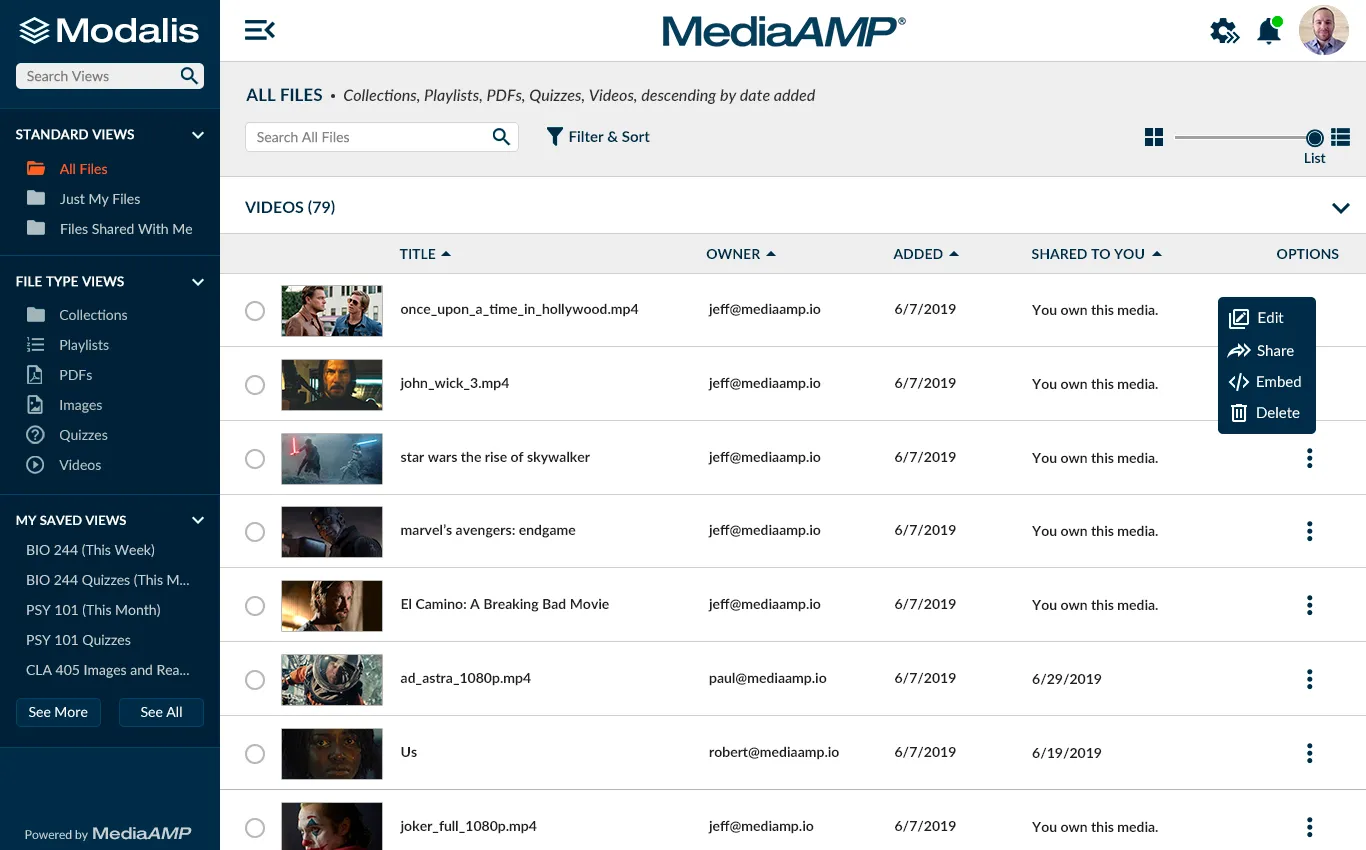 Modalis
Search Views
STANDARD VIEWS
All Files
Just My Files
Files Shared With Me
FILE TYPE VIEWS
Collections
Playlists
PDFs
Images
Quizzes
Videos
MY SAVED VIEWS
BIO 244 (This Week)
BIO 244 Quizzes (This M...
PSY 101 (This Month)
PSY 101 Quizzes
CLA 405 Images and Rea...
See More See All
Powered by MediaAMP
MediaAMP®
ALL FILES • Collections, Playlists, PDFs, Quizzes, Videos, descending by date added
Search All Files Filter & Sort
List
VIDEOS (79)
TITLE OWNER ADDED SHARED TO YOU OPTIONS
once_upon_a_time_in_hollywood.mp4 jeff@mediaamp.io 6/7/2019 You own this media.
john_wick_3.mp4 jeff@mediaamp.io 6/7/2019 You own this media.
Edit
Share
Embed
Delete
star wars the rise of skywalker jeff@mediaamp.io 6/7/2019 You own this media.
marvel’s avengers: endgame jeff@mediaamp.io 6/7/2019 You own this media.
El Camino: A Breaking Bad Movie jeff@mediaamp.io 6/7/2019 You own this media.
ad_astra_1080p.mp4 paul@mediaamp.io 6/7/2019 6/29/2019
Us robert@mediaamp.io 6/7/2019 6/19/2019
joker_full_1080p.mp4 jeff@mediamp.io 6/7/2019 You own this media.